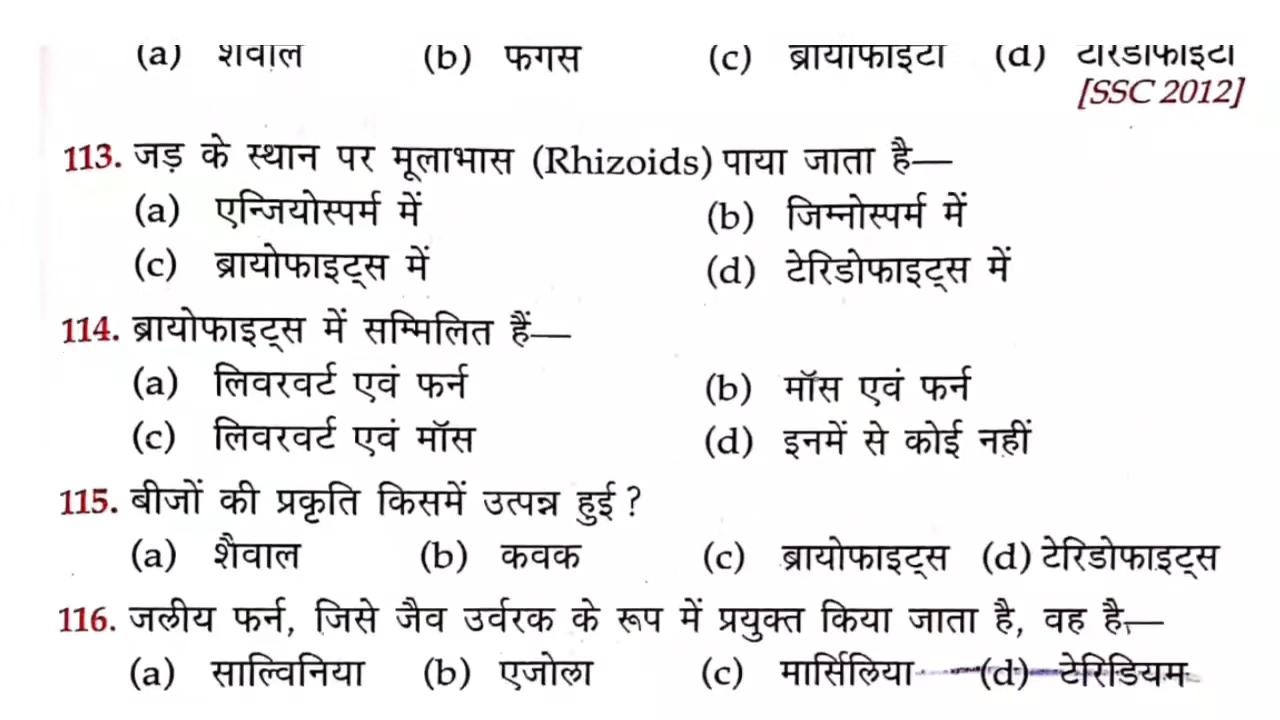 (a) शैवाल (b) फंगस (c) ब्रायोफाइटा (d) टेरिडोफाइटा
[SSC 2012]
113. जड़ के स्थान पर मूलाभास (Rhizoids) पाया जाता है—
(a) एन्जियोस्पर्म में (b) जिम्नोस्पर्म में
(c) ब्रायोफाइट्स में (d) टेरिडोफाइट्स में
114. ब्रायोफाइट्स में सम्मिलित हैं—
(a) लिवरवर्ट एवं फर्न (b) मॉस एवं फर्न
(c) लिवरवर्ट एवं मॉस (d) इनमें से कोई नहीं
115. बीजों की प्रकृति किसमें उत्पन्न हुई ?
(a) शैवाल (b) कवक (c) ब्रायोफाइट्स (d) टेरिडोफाइट्स
116. जलीय फर्न, जिसे जैव उर्वरक के रूप में प्रयुक्त किया जाता है, वह है—
(a) साल्विनिया (b) एजोला (c) मार्सिलिया (d) टेरिडियम